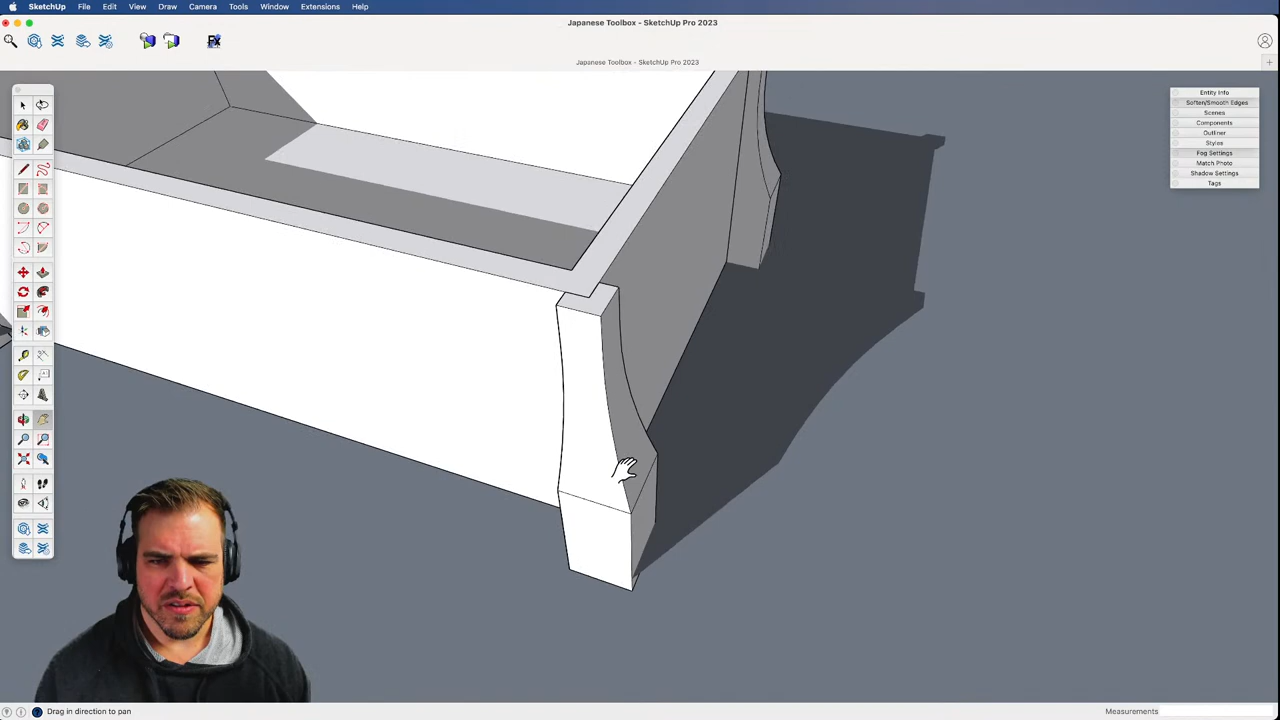 SketchUp File Edit View Draw Camera Tools Window Extensions Help
Japanese Toolbox - SketchUp Pro 2023
Japanese Toolbox - SketchUp Pro 2023
Entity Info
Soften/Smooth Edges
Scenes
Components
Outliner
Styles
Fog Settings
Match Photo
Shadow Settings
Tags
Drag in direction to pan
Measurements